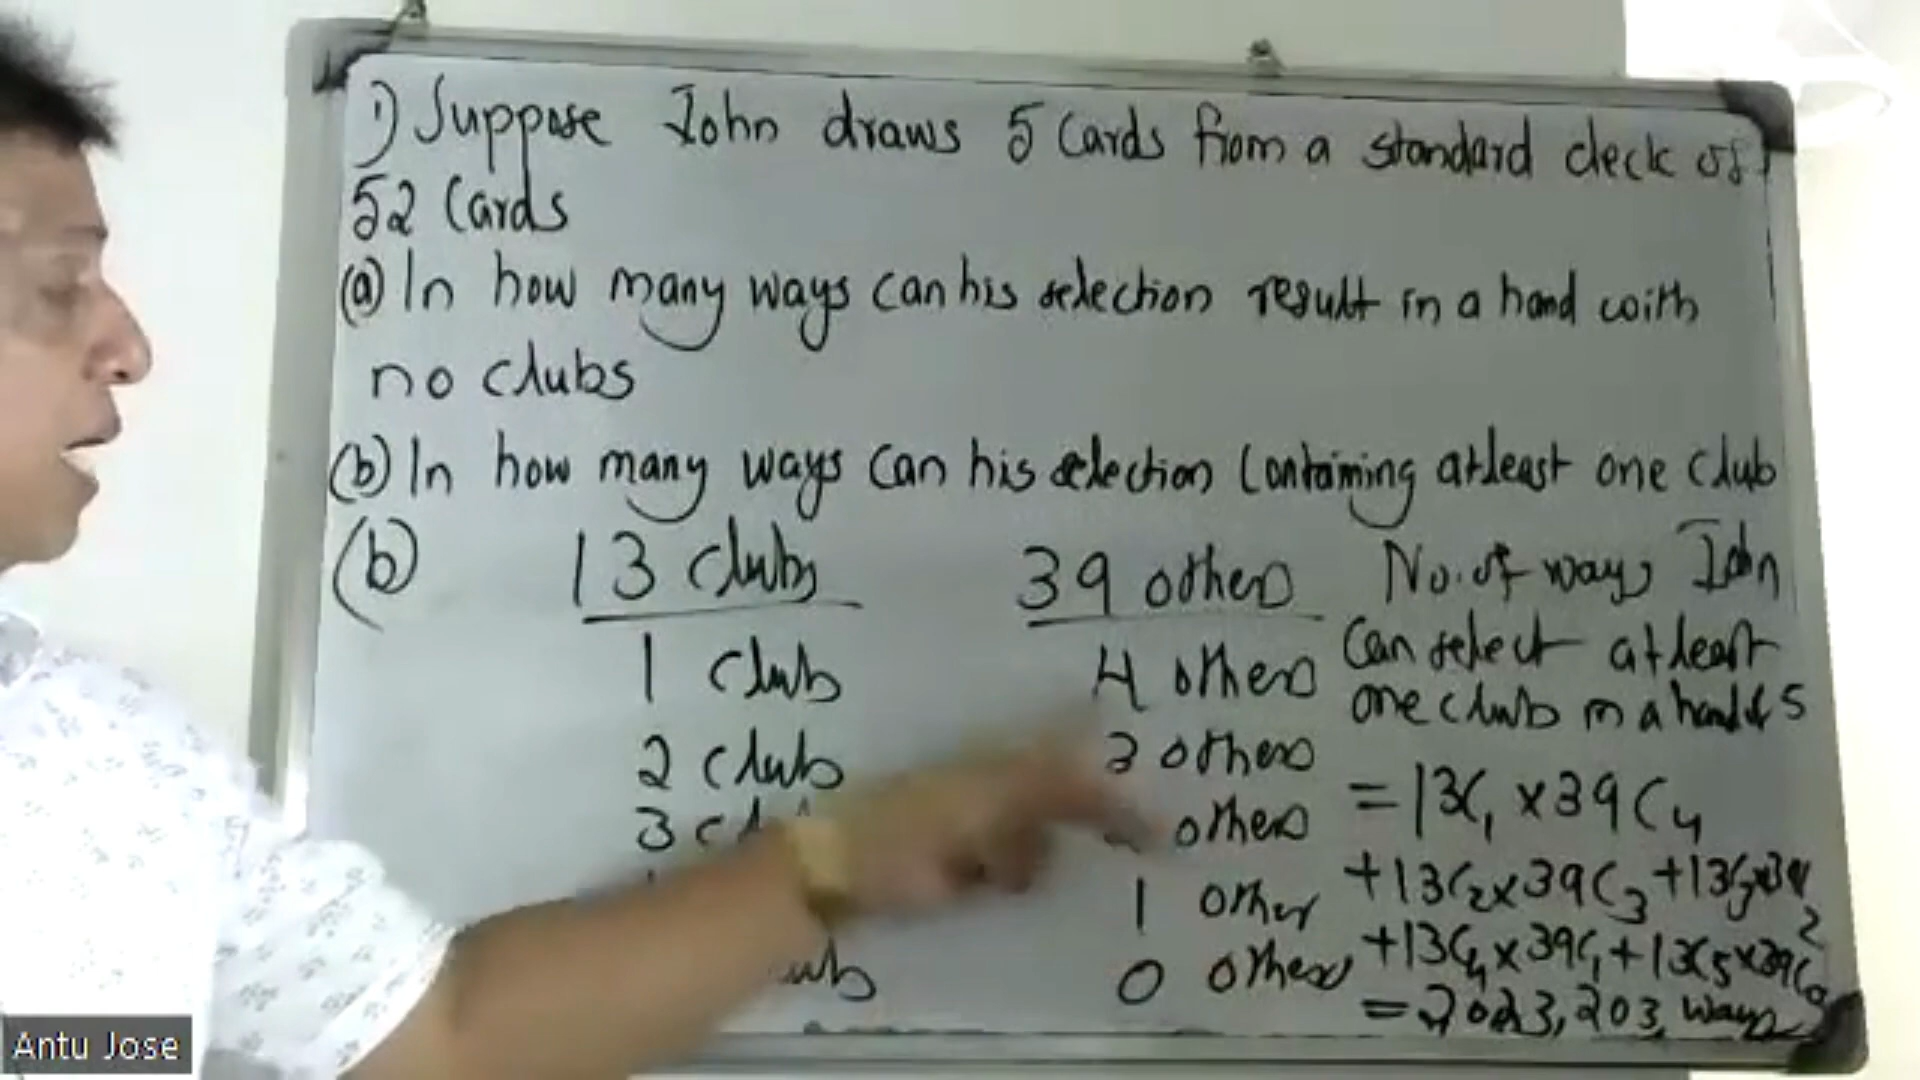 1) Suppose John draws 5 Cards from a standard deck of
52 Cards
(a) In how many ways can his selection result in a hand with
no clubs
(b) In how many ways can his selection containing atleast one club
(b) 13 clubs 39 others
1 club 4 others
2 club 3 others
3 others
1 other
0 others
No. of ways John
can select atleast
one club in a hand of 5
= 13C1 x 39C4
+13C2 x 39C3 + 13C3 x 39
2
+13C4 x 39C1 + 13C5 x 39C0
= 2023,203 ways
Antu Jose